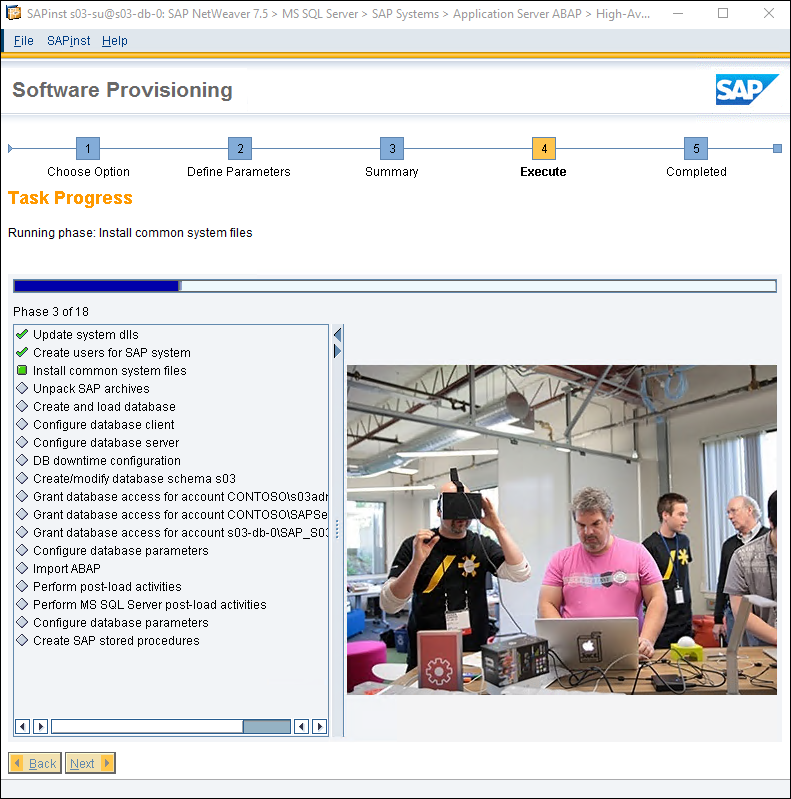 SAPinst s03-su@s03-db-0: SAP NetWeaver 7.5 > MS SQL Server > SAP Systems > Application Server ABAP > High-Av...
File SAPinst Help
Software Provisioning
SAP
1 2 3 4 5
Choose Option Define Parameters Summary Execute Completed
Task Progress
Running phase: Install common system files
Phase 3 of 18
Update system dlls
Create users for SAP system
Install common system files
Unpack SAP archives
Create and load database
Configure database client
Configure database server
DB downtime configuration
Create/modify database schema s03
Grant database access for account CONTOSO\s03adr
Grant database access for account CONTOSO\SAPSe
Grant database access for account s03-db-0\SAP_S03
Configure database parameters
Import ABAP
Perform post-load activities
Perform MS SQL Server post-load activities
Configure database parameters
Create SAP stored procedures
Back Next